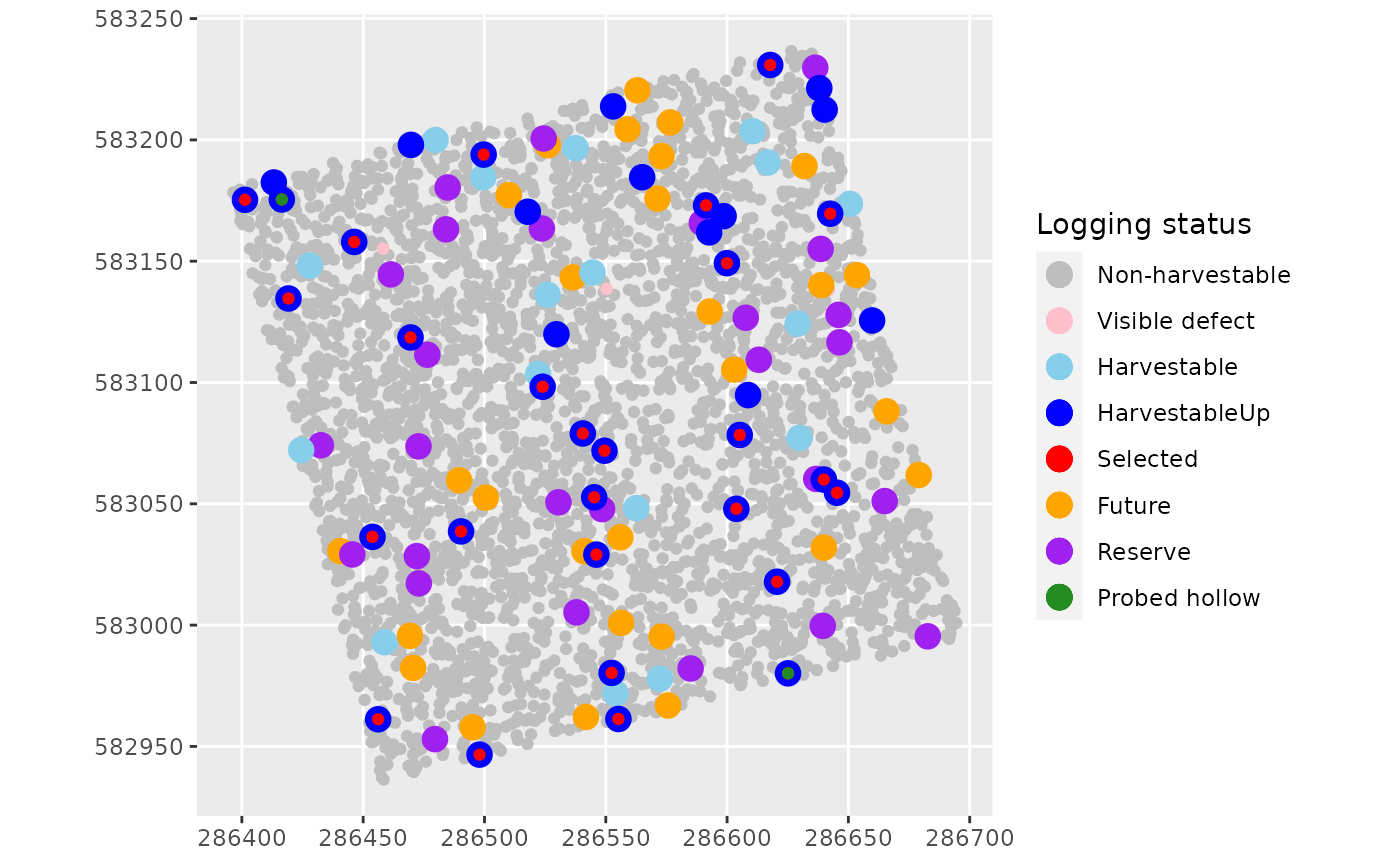 583250
583200
583150
583100
583050
583000
582950
286400 286450 286500 286550 286600 286650 286700
Logging status
Non-harvestable
Visible defect
Harvestable
HarvestableUp
Selected
Future
Reserve
Probed hollow